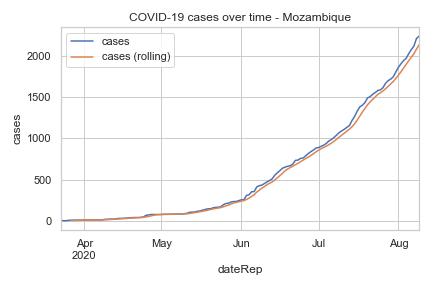 COVID-19 cases over time - Mozambique
cases
cases (rolling)
2000
1500
1000
500
0
cases
Apr
2020
May
Jun
Jul
Aug
dateRep